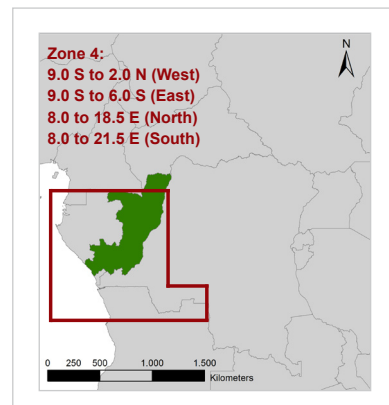 Zone 4:
9.0 S to 2.0 N (West)
9.0 S to 6.0 S (East)
8.0 to 18.5 E (North)
8.0 to 21.5 E (South)
N
0 250 500 1.000 1.500
Kilometers